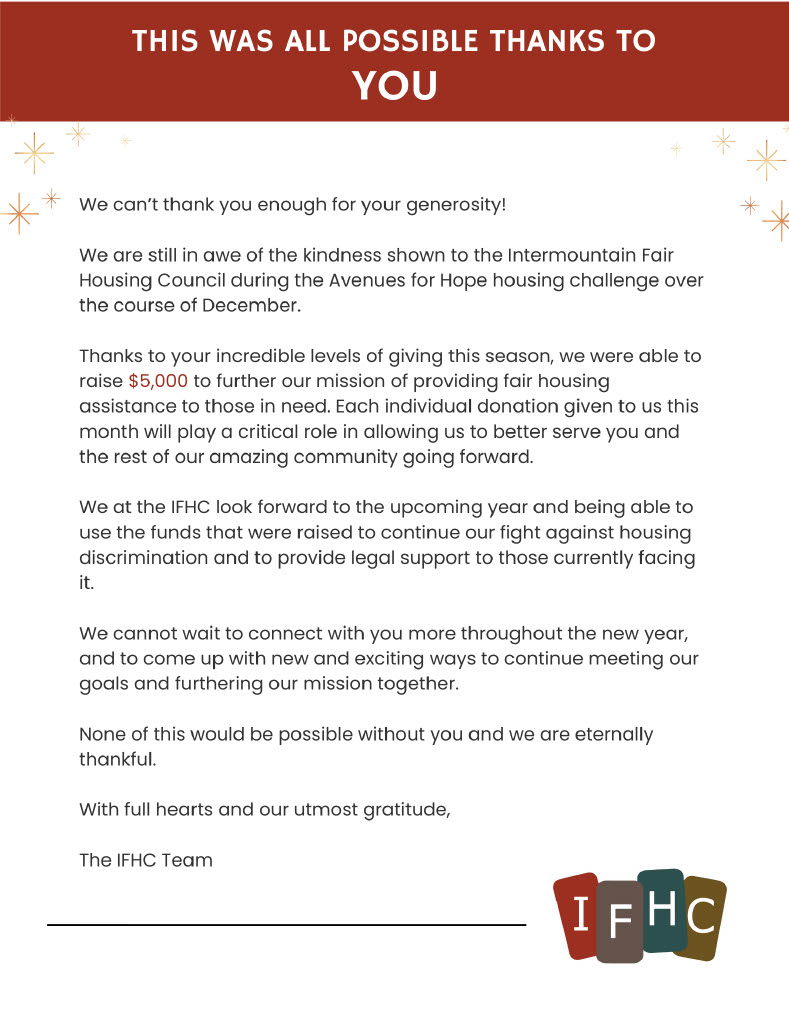 THIS WAS ALL POSSIBLE THANKS TO
YOU
We can't thank you enough for your generosity!
We are still in awe of the kindness shown to the Intermountain Fair
Housing Council during the Avenues for Hope housing challenge over
the course of December.
Thanks to your incredible levels of giving this season, we were able to
raise $5,000 to further our mission of providing fair housing
assistance to those in need. Each individual donation given to us this
month will play a critical role in allowing us to better serve you and
the rest of our amazing community going forward.
We at the IFHC look forward to the upcoming year and being able to
use the funds that were raised to continue our fight against housing
discrimination and to provide legal support to those currently facing
it.
We cannot wait to connect with you more throughout the new year,
and to come up with new and exciting ways to continue meeting our
goals and furthering our mission together.
None of this would be possible without you and we are eternally
thankful.
With full hearts and our utmost gratitude,
The IFHC Team
IFHC